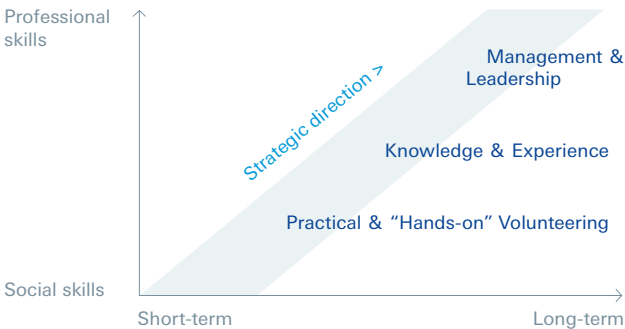 Professional
skills
Management &
Leadership
Strategic direction >
Knowledge & Experience
Practical & “Hands-on” Volunteering
Social skills
Short-term
Long-term